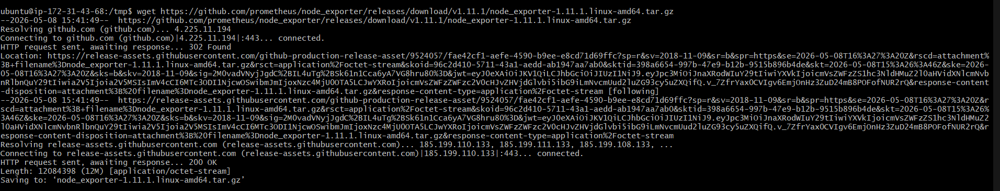 ubuntu@ip-172-31-43-68:/tmp$ wget https://github.com/prometheus/node_exporter/releases/download/v1.11.1/node_exporter-1.11.1.linux-amd64.tar.gz
--2026-05-08 15:41:49--  https://github.com/prometheus/node_exporter/releases/download/v1.11.1/node_exporter-1.11.1.linux-amd64.tar.gz
Resolving github.com (github.com)... 4.225.11.194
Connecting to github.com (github.com)|4.225.11.194|:443... connected.
HTTP request sent, awaiting response... 302 Found
Location: https://release-assets.githubusercontent.com/github-production-release-asset/9524057/fae42cf1-aefe-4590-b9ee-e8cd71d69ffc?sp=r&sv=2018-11-09&sr=b&spr=https&se=2026-05-08T16%3A27%3A20Z&rscd=attachment%
3B+filename%3Dnode_exporter-1.11.1.linux-amd64.tar.gz&rsct=application%2Foctet-stream&skoid=96c2d410-5711-43a1-aedd-ab1947aa7ab0&sktid=398a6654-997b-47e9-b12b-9515b896b4de&skt=2026-05-08T15%3A26%3A46Z&ske=2026-
05-08T16%3A27%3A20Z&sks=b&skv=2018-11-09&sig=2M0vadVNyjJgdC%2BIL4uTg%2BSk61n1Cca6yA7VG8hru80%3D&jwt=eyJ0eXAiOiJKV1QiLCJhbGciOiJIUzI1NiJ9.eyJpc3MiOiJnaXRodWIuY29tIiwiYXVkIjoicmVsZWFzZS1hc3NldHMuZ2l0aHVidXNlcmNvb
nRlbnQuY29tIiwia2V5Ijoia2V5MSIsImV4cCI6MTc3ODI1NjcwOSwibmJmIjoxNzc4MjU0OTA5LCJwYXRoIjoicmVsZWFzZWFzc2V0cHJvZHVjdGlvbi5ibG9iLmNvcmUud2luZG93cy5uZXQifQ.v_7ZfrYaxOCVIgv6EmjOnHz3ZuD24mB8POFofNUR2rQ&response-content
-disposition=attachment%3B%20filename%3Dnode_exporter-1.11.1.linux-amd64.tar.gz&response-content-type=application%2Foctet-stream [following]
--2026-05-08 15:41:49--  https://release-assets.githubusercontent.com/github-production-release-asset/9524057/fae42cf1-aefe-4590-b9ee-e8cd71d69ffc?sp=r&sv=2018-11-09&sr=b&spr=https&se=2026-05-08T16%3A27%3A20Z&r
scd=attachment%3B+filename%3Dnode_exporter-1.11.1.linux-amd64.tar.gz&rsct=application%2Foctet-stream&skoid=96c2d410-5711-43a1-aedd-ab1947aa7ab0&sktid=398a6654-997b-47e9-b12b-9515b896b4de&skt=2026-05-08T15%3A26%
3A46Z&ske=2026-05-08T16%3A27%3A20Z&sks=b&skv=2018-11-09&sig=2M0vadVNyjJgdC%2BIL4uTg%2BSk61n1Cca6yA7VG8hru80%3D&jwt=eyJ0eXAiOiJKV1QiLCJhbGciOiJIUzI1NiJ9.eyJpc3MiOiJnaXRodWIuY29tIiwiYXVkIjoicmVsZWFzZS1hc3NldHMuZ2
l0aHVidXNlcmNvbnRlbnQuY29tIiwia2V5Ijoia2V5MSIsImV4cCI6MTc3ODI1NjcwOSwibmJmIjoxNzc4MjU0OTA5LCJwYXRoIjoicmVsZWFzZWFzc2V0cHJvZHVjdGlvbi5ibG9iLmNvcmUud2luZG93cy5uZXQifQ.v_7ZfrYaxOCVIgv6EmjOnHz3ZuD24mB8POFofNUR2rQ&r
esponse-content-disposition=attachment%3B%20filename%3Dnode_exporter-1.11.1.linux-amd64.tar.gz&response-content-type=application%2Foctet-stream
Resolving release-assets.githubusercontent.com (release-assets.githubusercontent.com)... 185.199.110.133, 185.199.111.133, 185.199.108.133, ...
Connecting to release-assets.githubusercontent.com (release-assets.githubusercontent.com)|185.199.110.133|:443... connected.
HTTP request sent, awaiting response... 200 OK
Length: 12084398 (12M) [application/octet-stream]
Saving to: ‘node_exporter-1.11.1.linux-amd64.tar.gz’